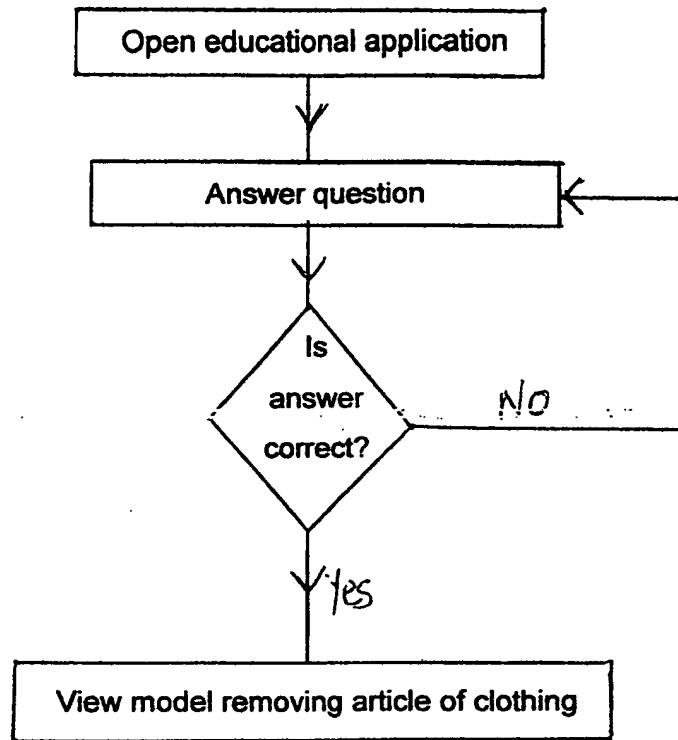 Open educational application
Answer question
Is
answer
correct?
NO
Yes
View model removing article of clothing